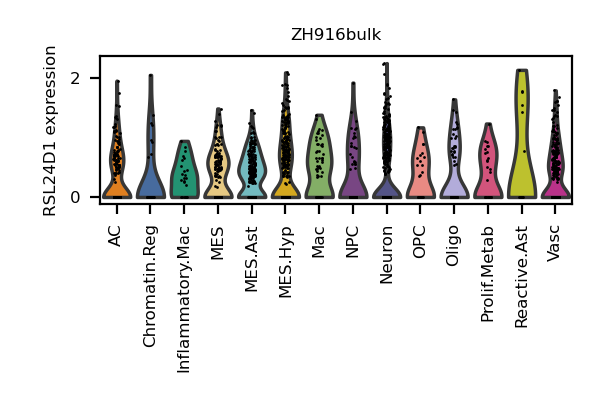 ZH916bulk
RSL24D1 expression
2
0
AC
Chromatin.Reg
Inflammatory.Mac
MES
MES.Ast
MES.Hyp
Mac
NPC
Neuron
OPC
Oligo
Prolif.Metab
Reactive.Ast
Vasc